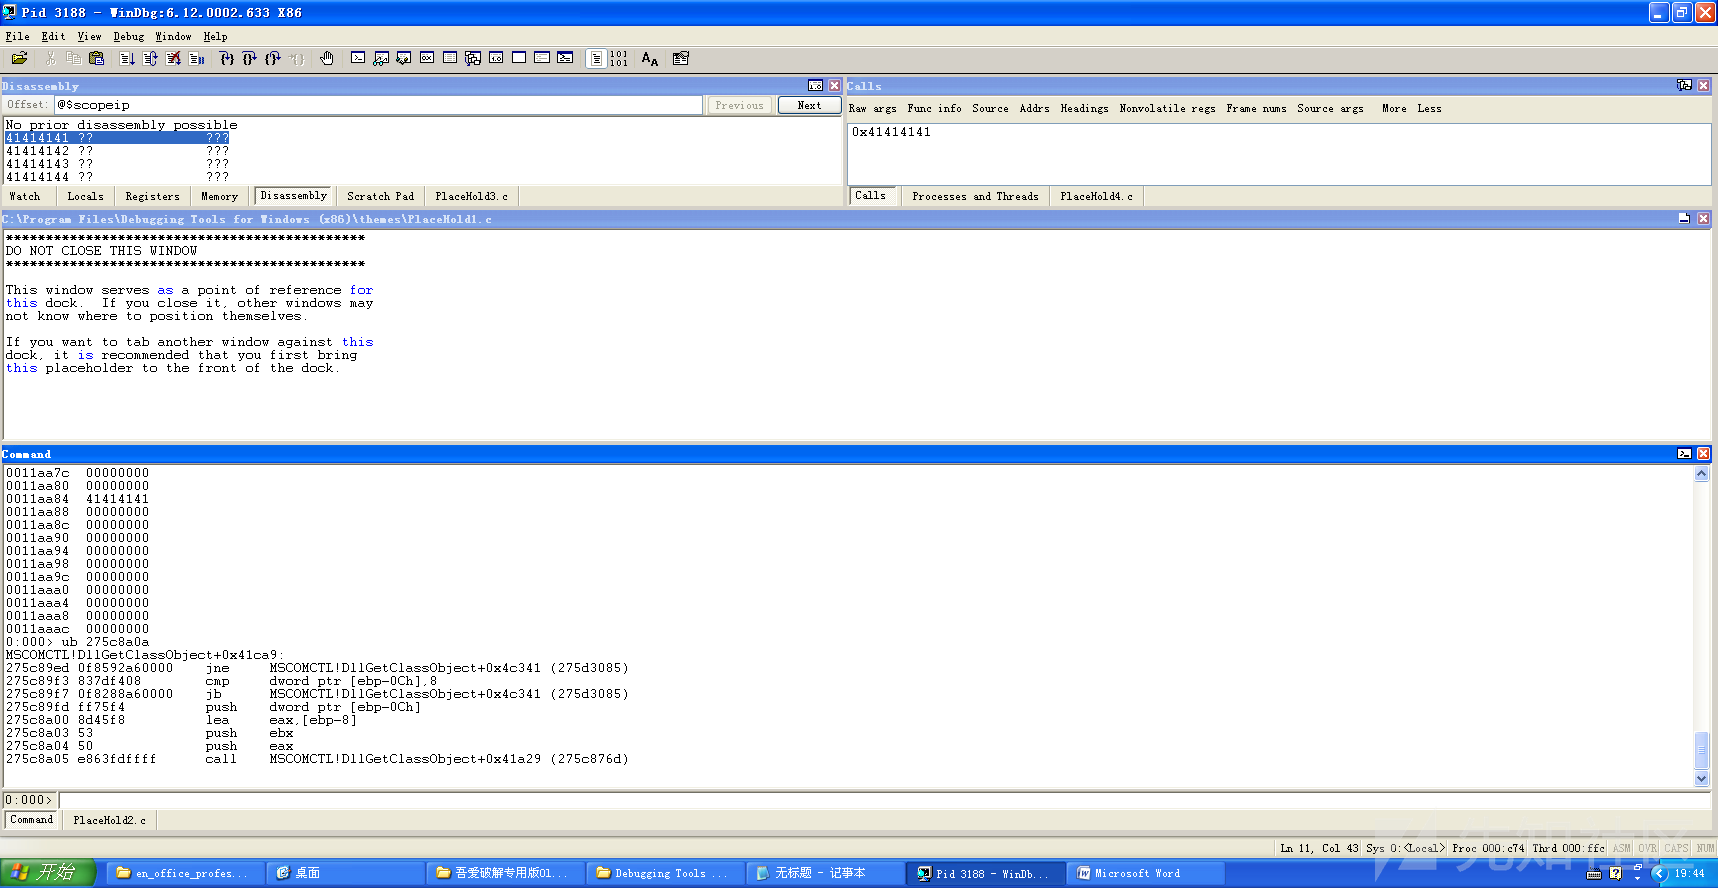 Pid 3188 - WinDbg:6.12.0002.633 X86
File Edit View Debug Window Help
Disassembly
Offset: @$scopeip Previous Next
No prior disassembly possible
41414141 ?? ???
41414142 ?? ???
41414143 ?? ???
41414144 ?? ???
Watch Locals Registers Memory Disassembly Scratch Pad PlaceHold3.c
Calls
Raw args Func info Source Addrs Headings Nonvolatile regs Frame nums Source args More Less
0x41414141
Calls Processes and Threads PlaceHold4.c
C:\Program Files\Debugging Tools for Windows (x86)\themes\PlaceHold1.c
*********************************************
DO NOT CLOSE THIS WINDOW
*********************************************
This window serves as a point of reference for
this dock.  If you close it, other windows may
not know where to position themselves.
If you want to tab another window against this
dock, it is recommended that you first bring
this placeholder to the front of the dock.
Command
0011aa7c  00000000
0011aa80  00000000
0011aa84  41414141
0011aa88  00000000
0011aa8c  00000000
0011aa90  00000000
0011aa94  00000000
0011aa98  00000000
0011aa9c  00000000
0011aaa0  00000000
0011aaa4  00000000
0011aaa8  00000000
0011aaac  00000000
0:000> ub 275c8a0a
MSCOMCTL!DllGetClassObject+0x41ca9:
275c89ed 0f8592a60000    jne     MSCOMCTL!DllGetClassObject+0x4c341 (275d3085)
275c89f3 837df408        cmp     dword ptr [ebp-0Ch],8
275c89f7 0f8288a60000    jb      MSCOMCTL!DllGetClassObject+0x4c341 (275d3085)
275c89fd ff75f4          push    dword ptr [ebp-0Ch]
275c8a00 8d45f8          lea     eax,[ebp-8]
275c8a03 53              push    ebx
275c8a04 50              push    eax
275c8a05 e863fdffff      call    MSCOMCTL!DllGetClassObject+0x41a29 (275c876d)
0:000>
Command PlaceHold2.c
Ln 11, Col 43 Sys 0:<Local> Proc 000:c74 Thrd 000:ffc ASM OVR CAPS NUM
先知社区
开始 en_office_profes... 桌面 吾爱破解专用版Ol... Debugging Tools ... 无标题 - 记事本 Pid 3188 - WinDb... Microsoft Word 19:44